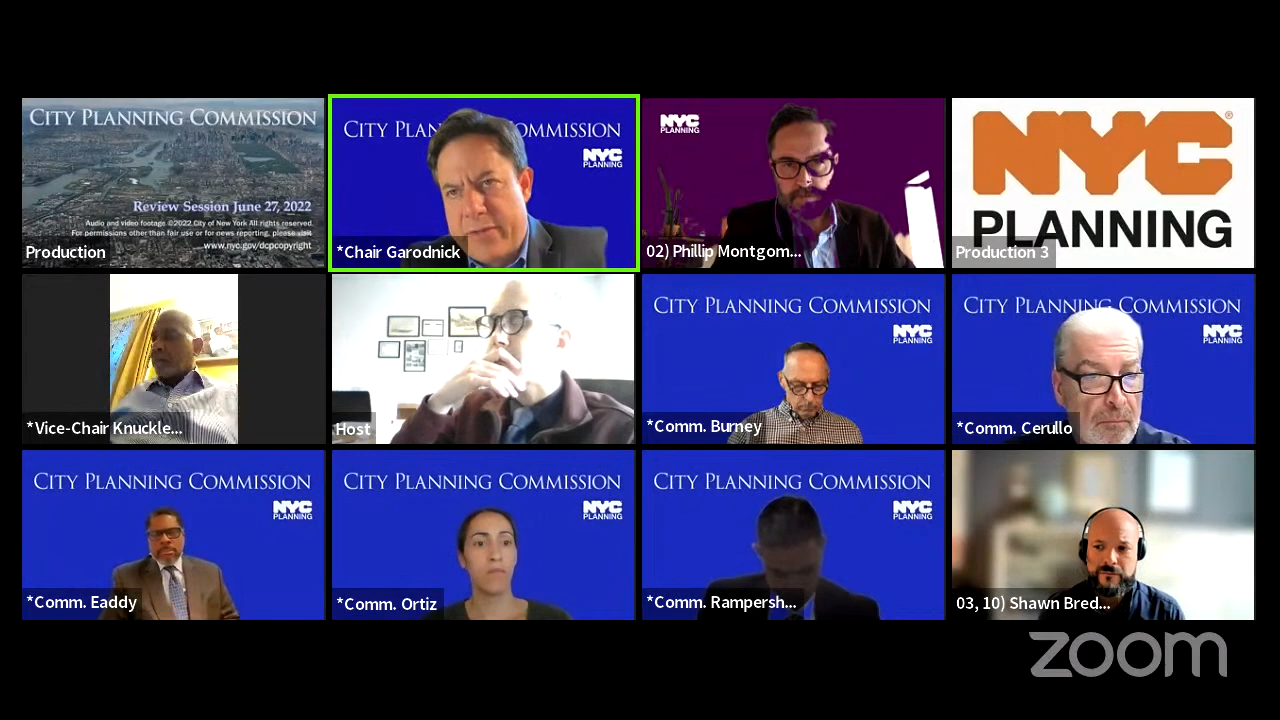 CITY PLANNING COMMISSION
Review Session June 27, 2022
Audio and video footage ©2022 City of New York All rights reserved.
For permissions other than fair use or for news reporting, please visit
www.nyc.gov/dcpcopyright
Production
CITY PLAN OMMISSION
NYC
PLANNING
*Chair Garodnick
NYC
PLANNING
02) Phillip Montgom...
NYC®
PLANNING
Production 3
*Vice-Chair Knuckle...
Host
CITY PLANNING COMMISSION
NYC
PLANNING
*Comm. Burney
CITY PLANNING COMMISSION
NYC
PLANNING
*Comm. Cerullo
CITY PLANNING COMMISSION
NYC
PLANNING
*Comm. Eaddy
CITY PLANNING COMMISSION
NYC
PLANNING
*Comm. Ortiz
CITY PLANNING COMMISSION
NYC
PLANNING
*Comm. Rampersh...
03, 10) Shawn Bred...
zoom